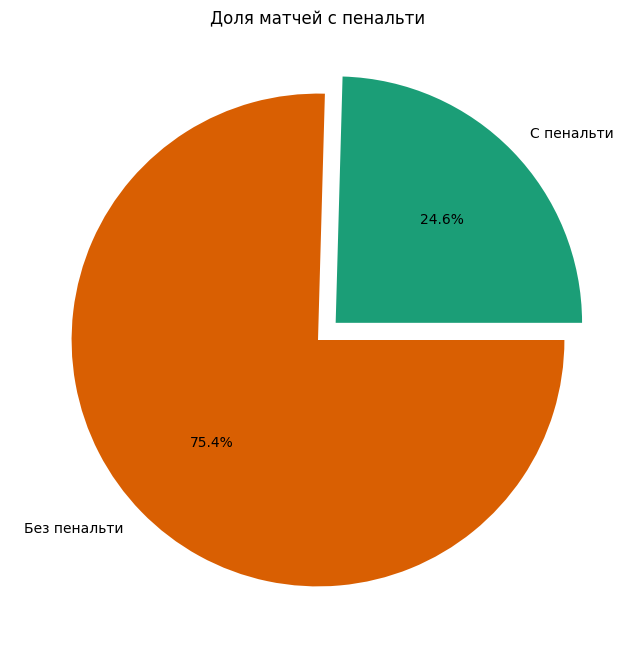 Доля матчей с пенальти
С пенальти
24.6%
75.4%
Без пенальти